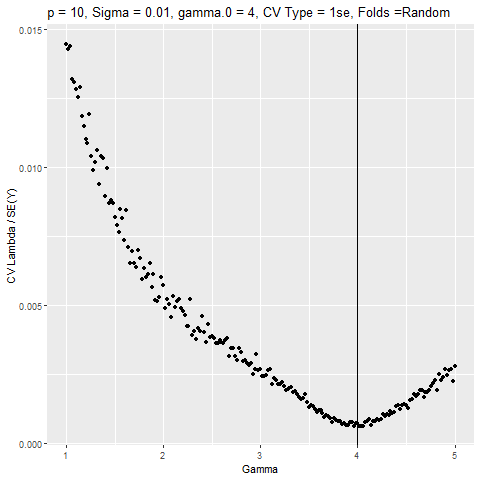 p = 10, Sigma = 0.01, gamma.0 = 4, CV Type = 1se, Folds =Random
0.015
0.010
0.005
0.000
CV Lambda / SE(Y)
1 2 3 4 5
Gamma